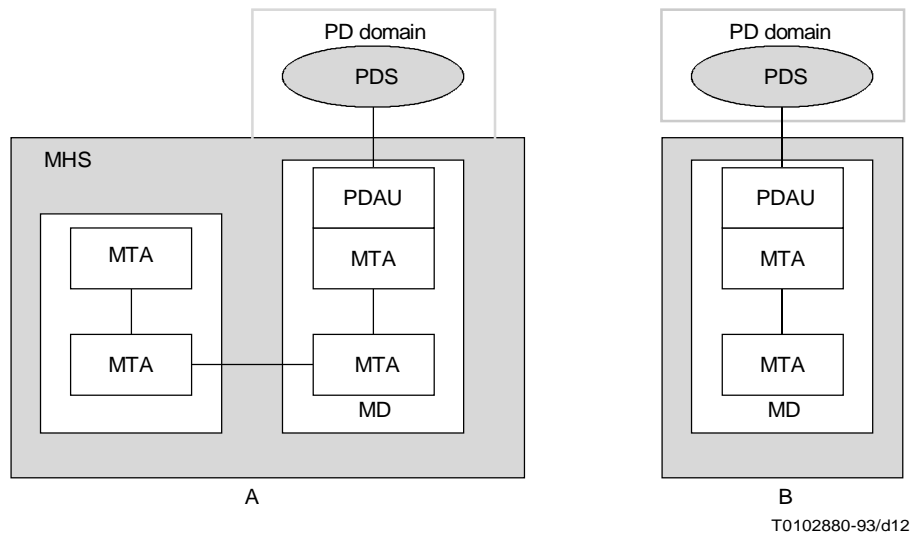 PD domain
PDS
MHS
PDAU
MTA
MTA
MTA
MTA
MD
A
PD domain
PDS
PDAU
MTA
MTA
MD
B
T0102880-93/d12